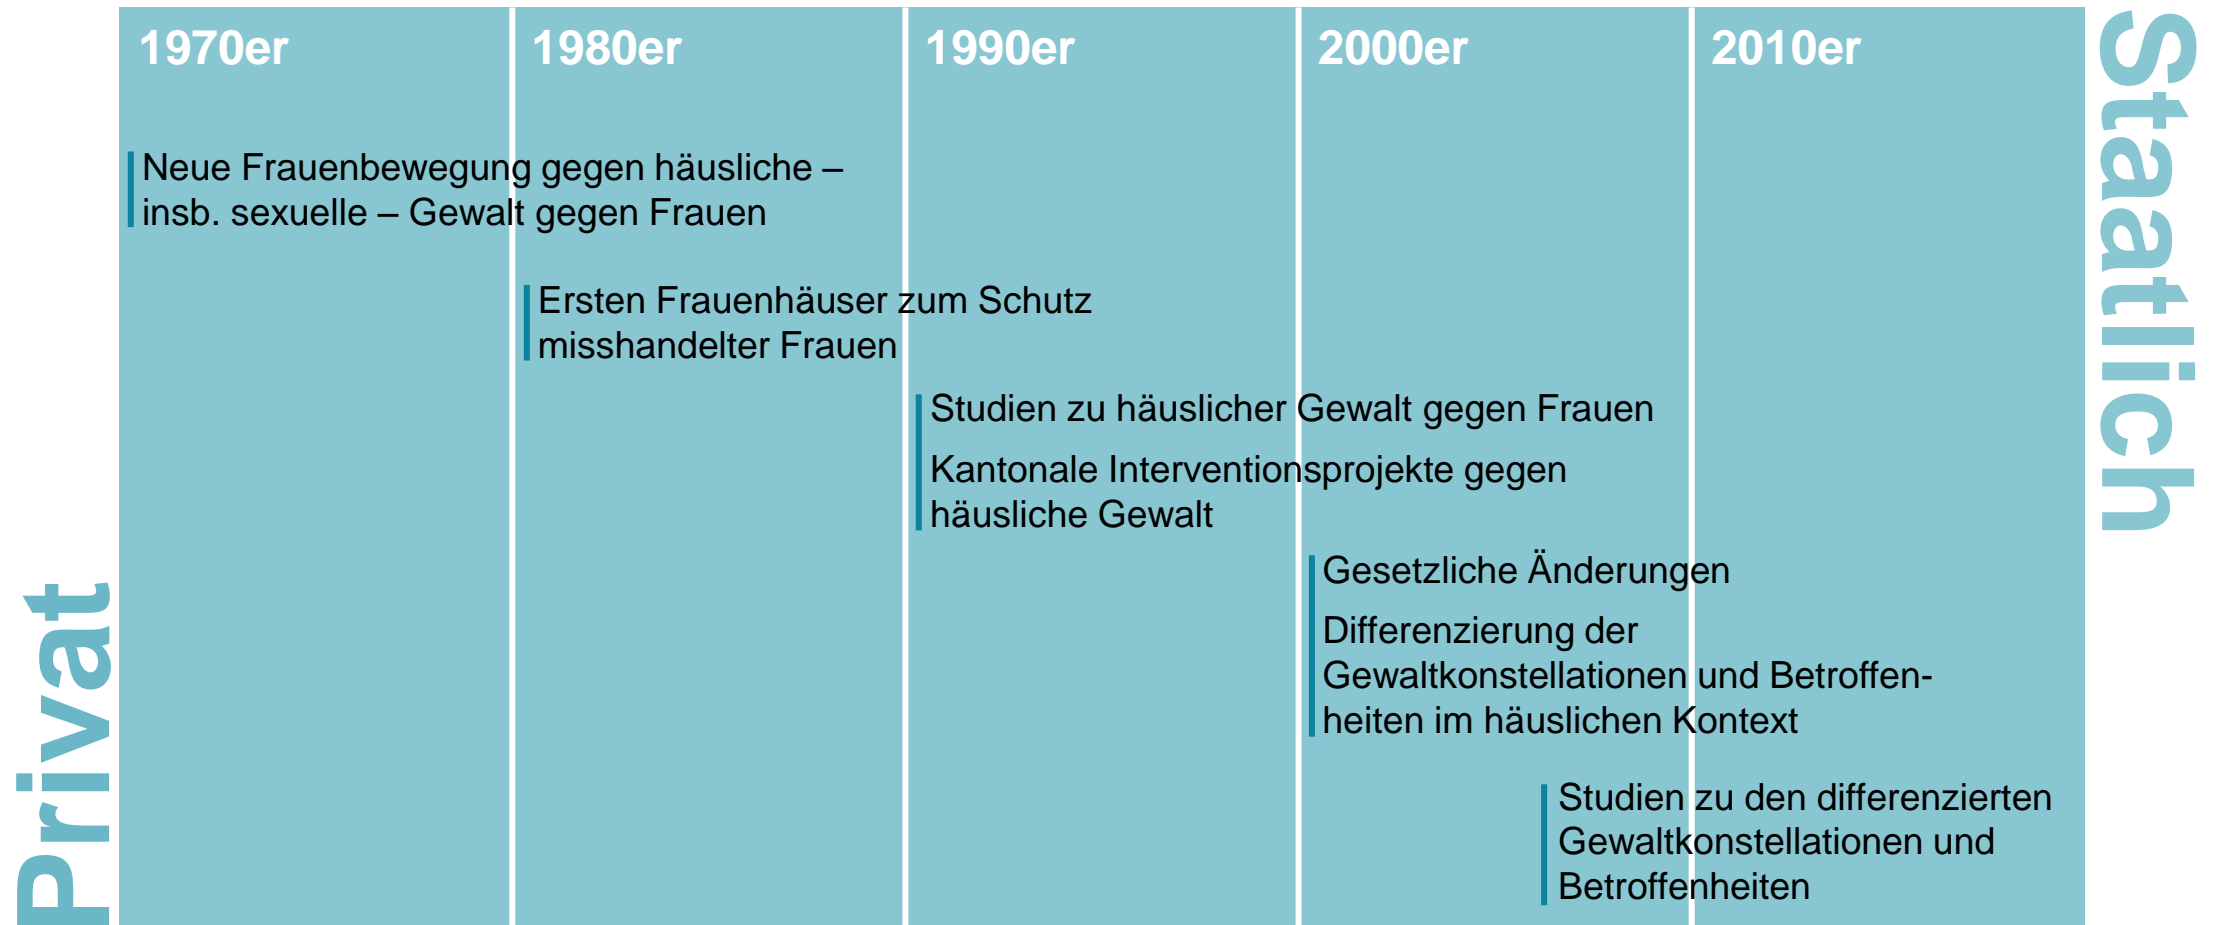 1970er
1980er
1990er
2000er
2010er
Neue Frauenbewegung gegen häusliche –
insb. sexuelle – Gewalt gegen Frauen
Ersten Frauenhäuser zum Schutz
misshandelter Frauen
Studien zu häuslicher Gewalt gegen Frauen
Kantonale Interventionsprojekte gegen
häusliche Gewalt
Gesetzliche Änderungen
Differenzierung der
Gewaltkonstellationen und Betroffen-
heiten im häuslichen Kontext
Studien zu den differenzierten
Gewaltkonstellationen und
Betroffenheiten
Privat
Staatlich